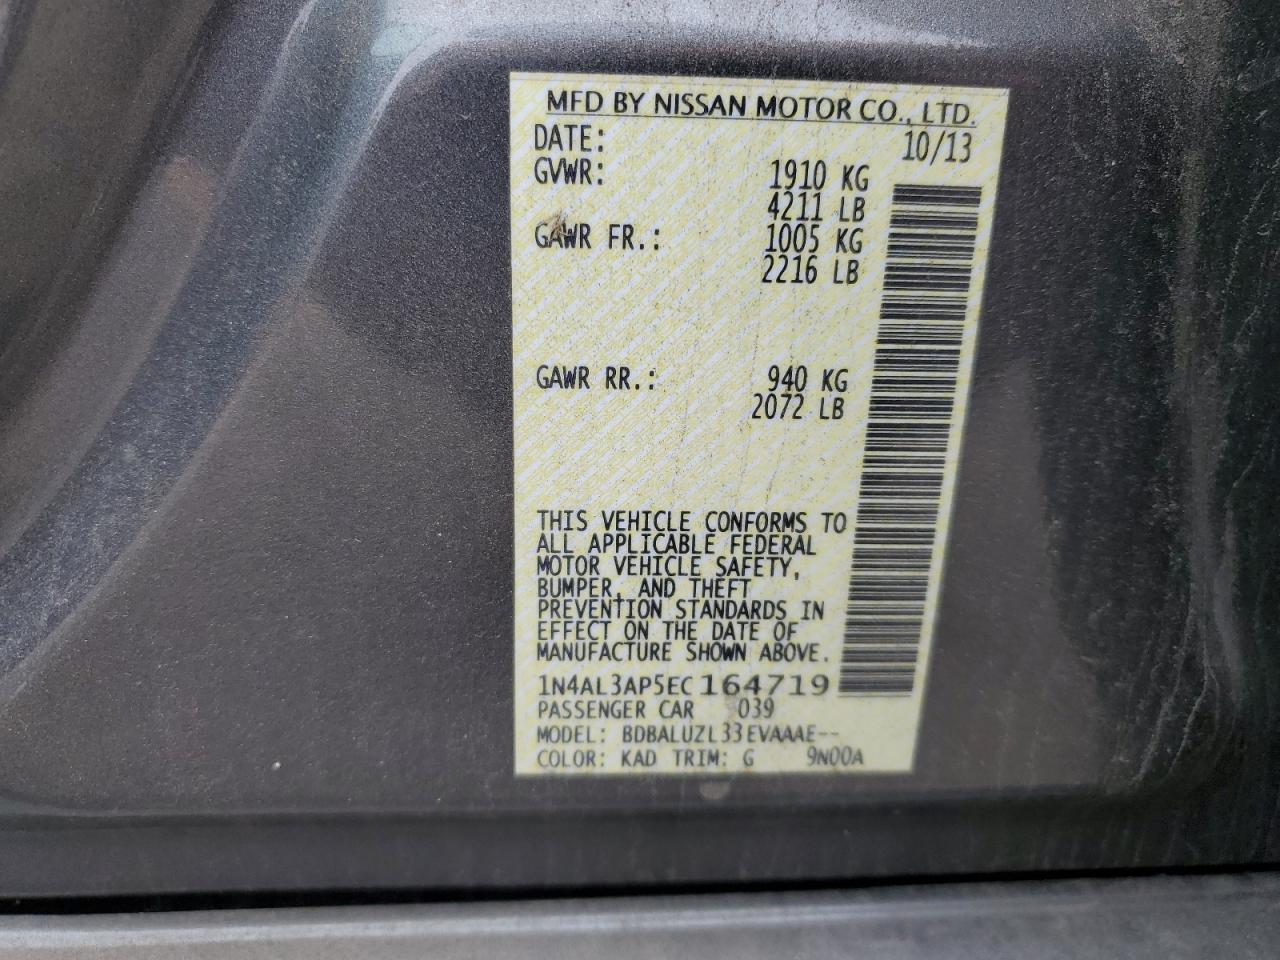 MFD BY NISSAN MOTOR CO., LTD.
DATE: 10/13
GVWR: 1910 KG
4211 LB
GAWR FR.: 1005 KG
2216 LB
GAWR RR.: 940 KG
2072 LB
THIS VEHICLE CONFORMS TO
ALL APPLICABLE FEDERAL
MOTOR VEHICLE SAFETY,
BUMPER, AND THEFT
PREVENTION STANDARDS IN
EFFECT ON THE DATE OF
MANUFACTURE SHOWN ABOVE.
1N4AL3AP5EC164719
PASSENGER CAR 039
MODEL: BDBALUZL33EVAAAE--
COLOR: KAD TRIM: G 9N00A